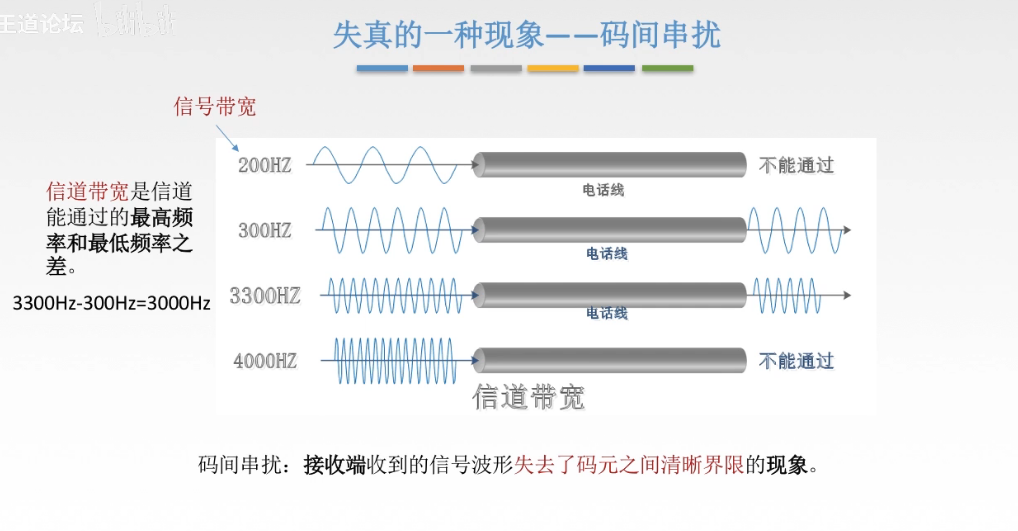 王道论坛
失真的一种现象——码间串扰
信号带宽
200HZ
不能通过
电话线
信道带宽是信道
能通过的最高频
率和最低频率之
差。
300HZ
电话线
3300Hz-300Hz=3000Hz
3300HZ
电话线
4000HZ
不能通过
信道带宽
码间串扰：接收端收到的信号波形失去了码元之间清晰界限的现象。